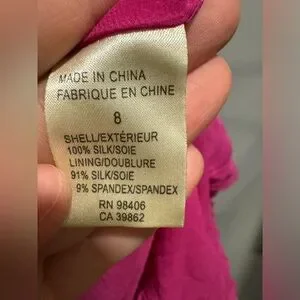 MADE IN CHINA
FABRIQUE EN CHINE
8
SHELL/EXTÉRIEUR
100% SILK/SOIE
LINING/DOUBLURE
91% SILK/SOIE
9% SPANDEX/SPANDEX
RN 98406
CA 39862